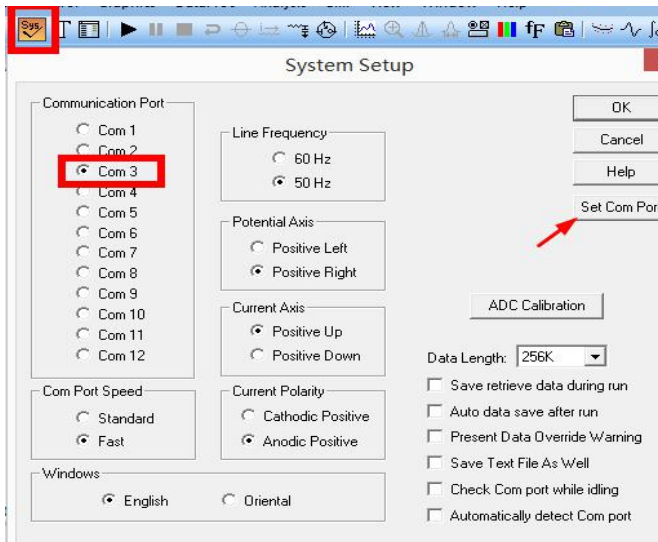 Sys.
System Setup
Communication Port
Com 1
Com 2
Com 3
Com 4
Com 5
Com 6
Com 7
Com 8
Com 9
Com 10
Com 11
Com 12
Line Frequency
60 Hz
50 Hz
Potential Axis
Positive Left
Positive Right
Current Axis
Positive Up
Positive Down
Com Port Speed
Standard
Fast
Current Polarity
Cathodic Positive
Anodic Positive
Windows
English
Oriental
OK
Cancel
Help
Set Com Por
ADC Calibration
Data Length: 256K
Save retrieve data during run
Auto data save after run
Present Data Override Warning
Save Text File As Well
Check Com port while idling
Automatically detect Com port